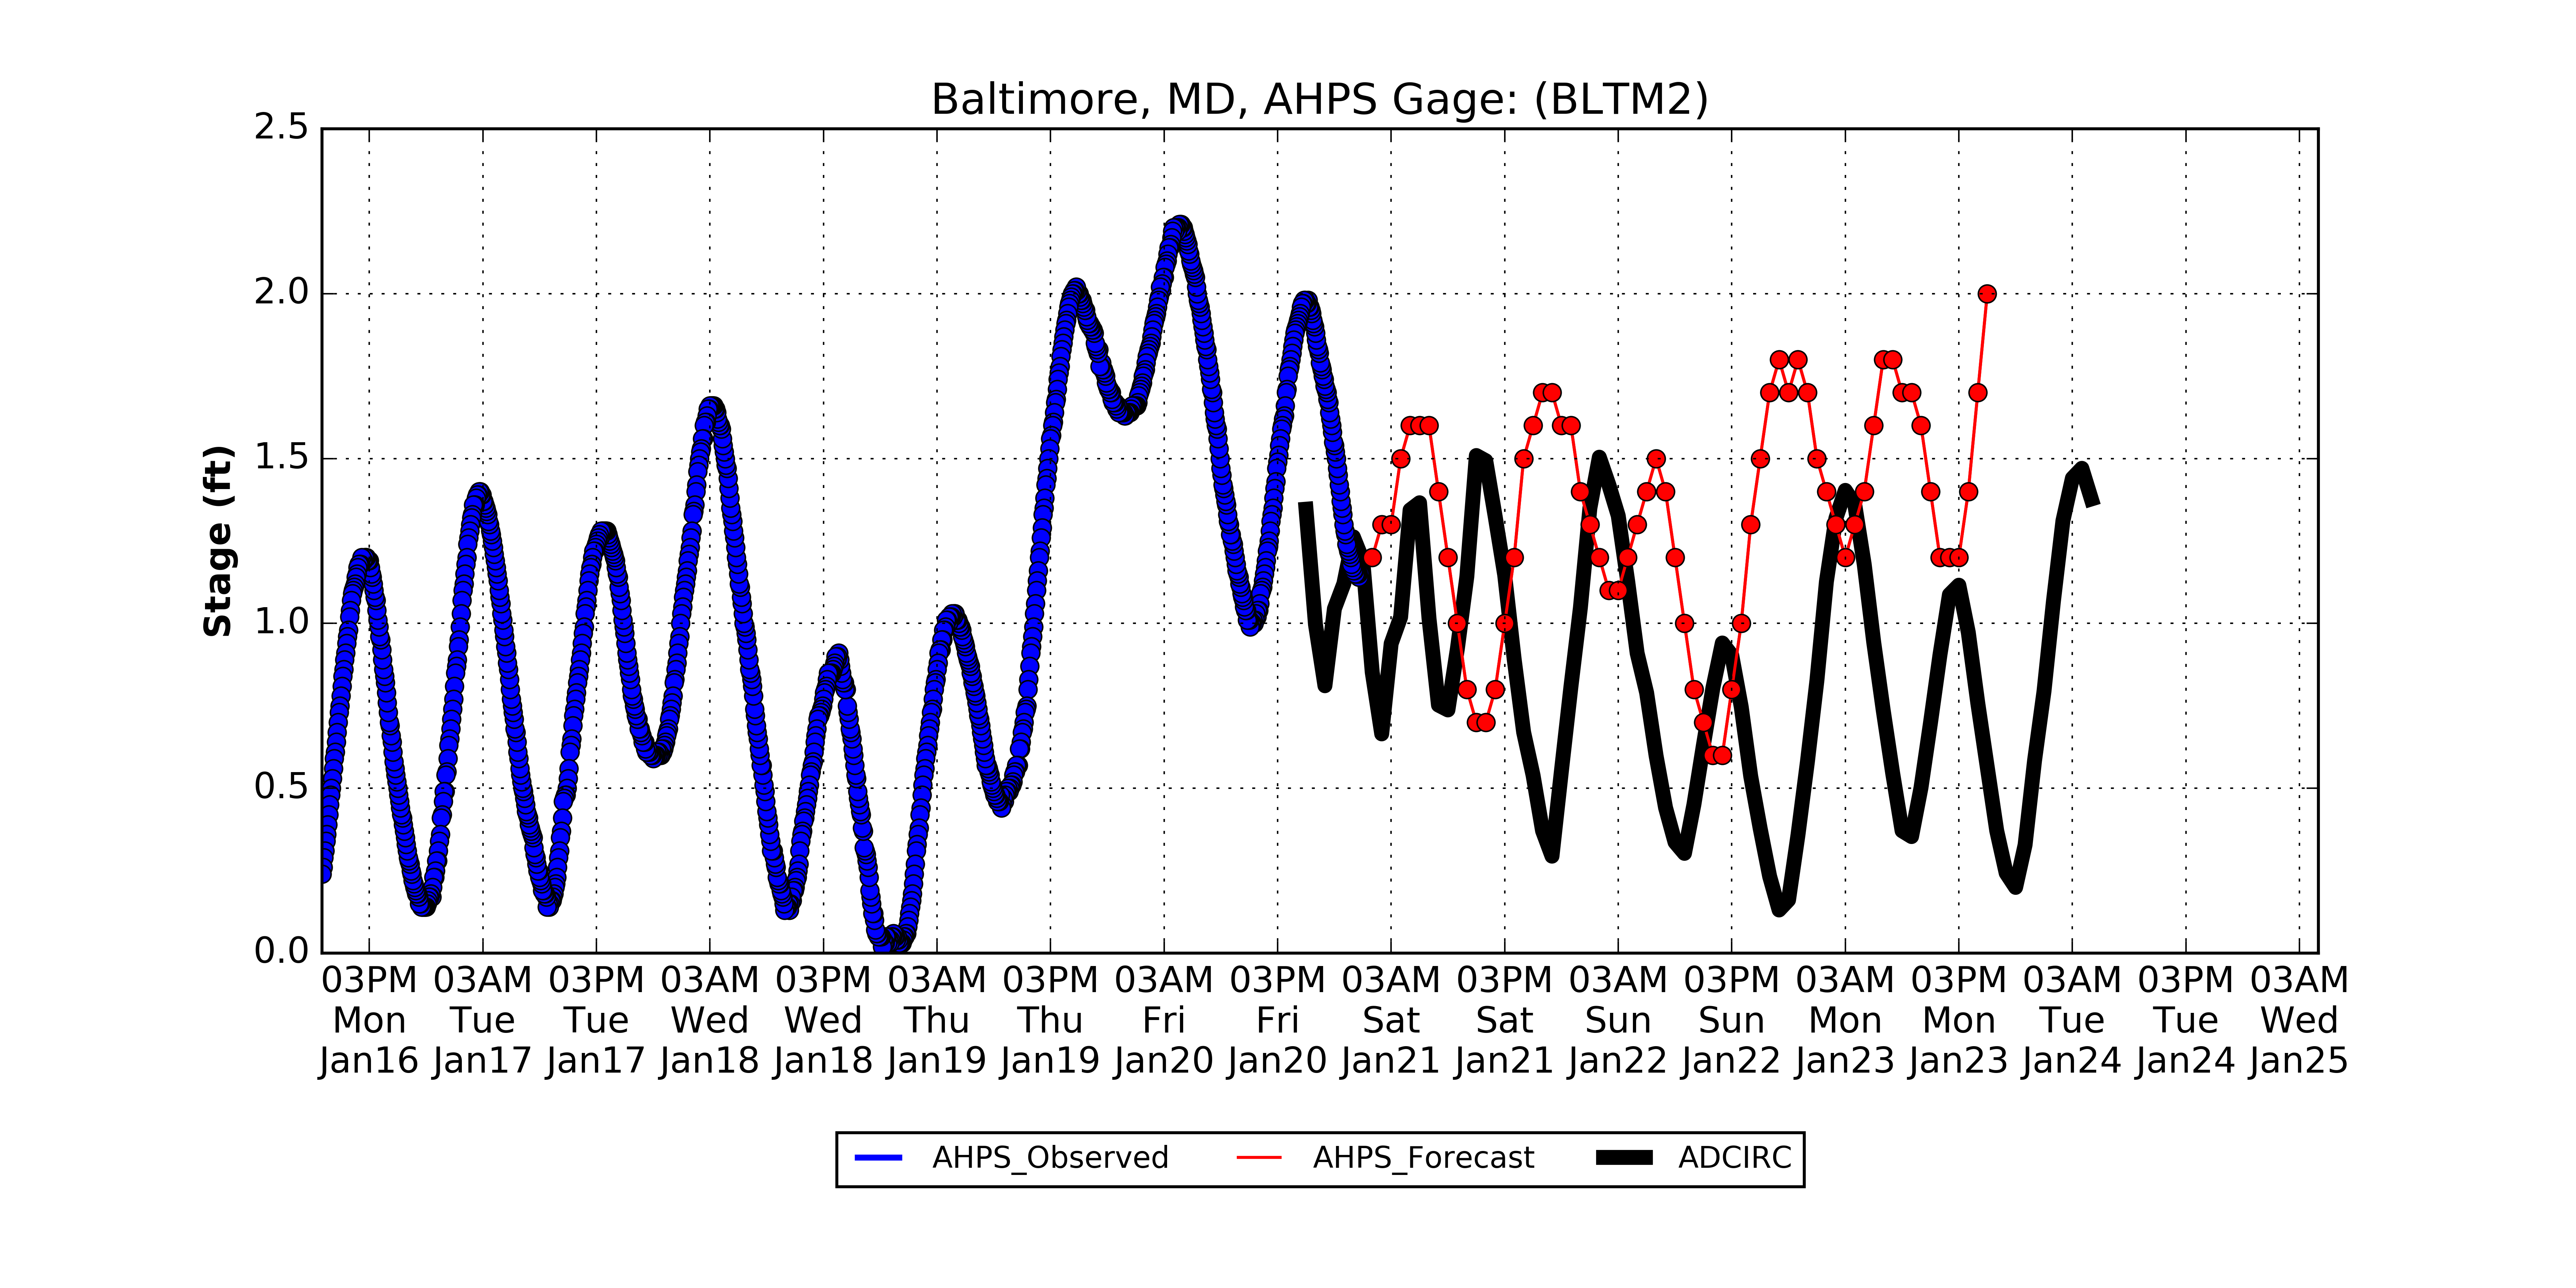 Baltimore, MD, AHPS Gage: (BLTM2)
Stage (ft)
2.5
2.0
1.5
1.0
0.5
0.0
03PM 03AM 03PM 03AM 03PM 03AM 03PM 03AM 03PM 03AM 03PM 03AM 03PM 03AM 03PM 03AM 03PM 03AM
Mon Tue Tue Wed Wed Thu Thu Fri Fri Sat Sat Sun Sun Mon Mon Tue Tue Wed
Jan16 Jan17 Jan17 Jan18 Jan18 Jan19 Jan19 Jan20 Jan20 Jan21 Jan21 Jan22 Jan22 Jan23 Jan23 Jan24 Jan24 Jan25
AHPS_Observed AHPS_Forecast ADCIRC